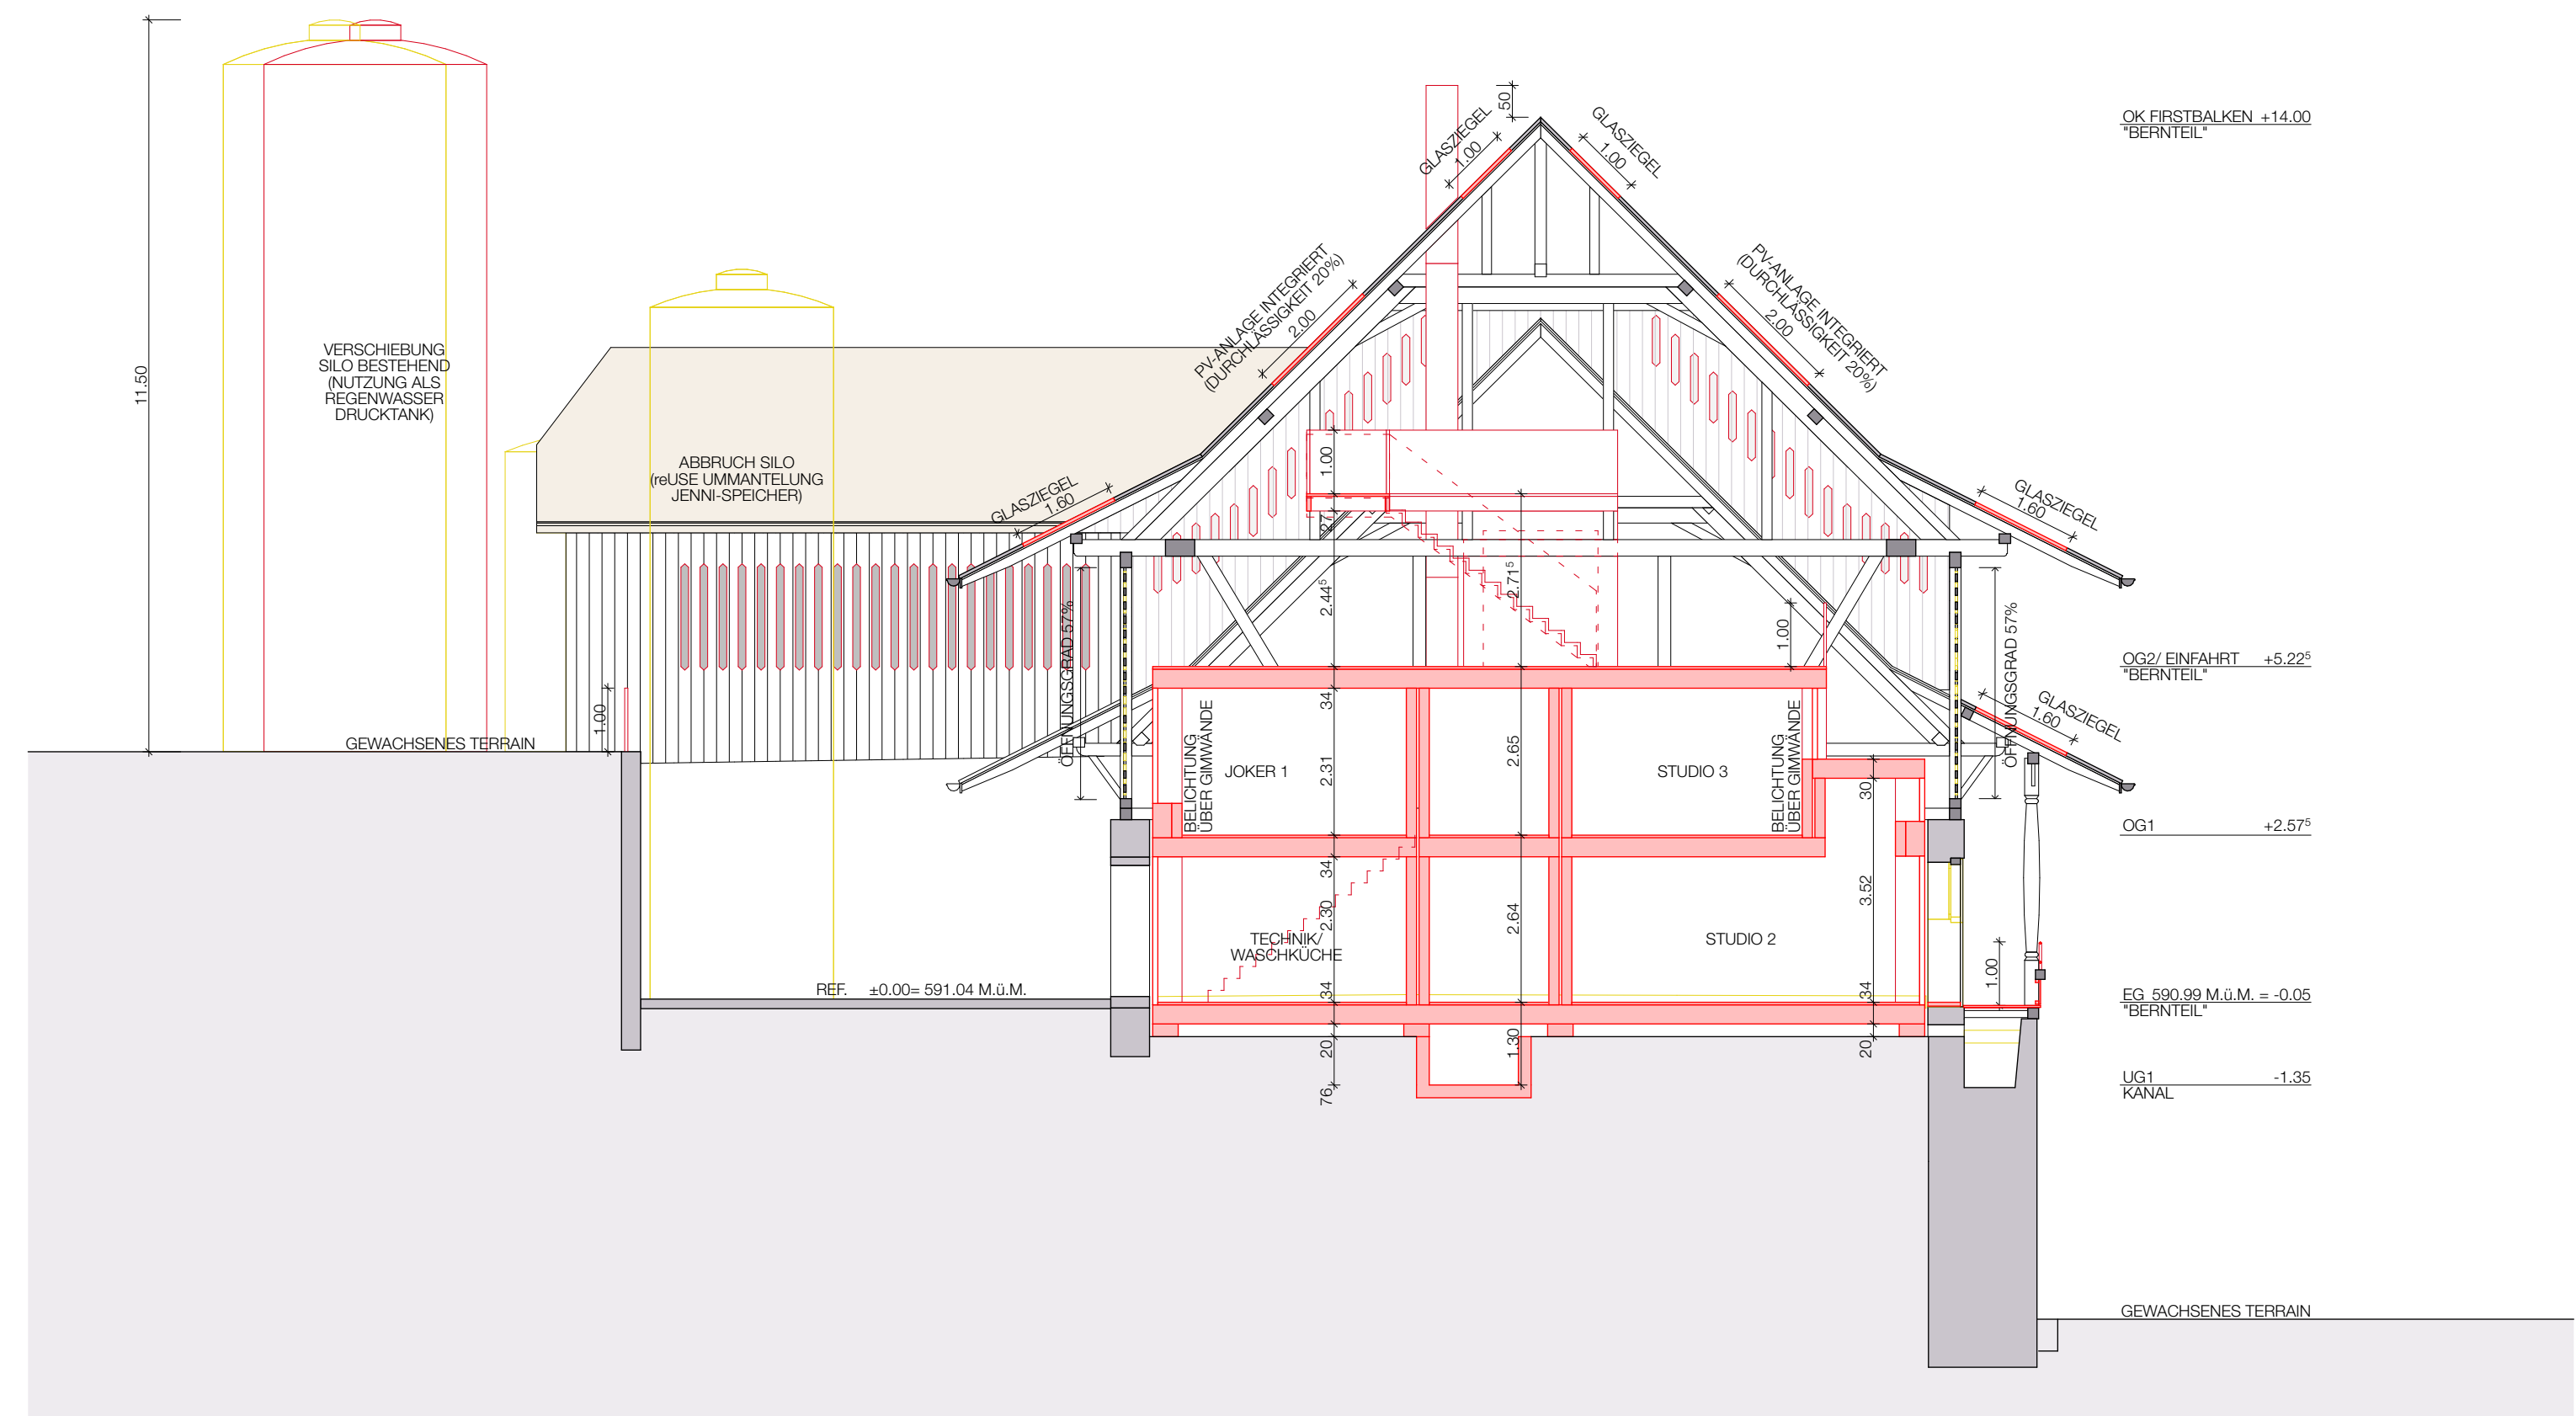 11.50
VERSCHIEBUNG
SILO BESTEHEND
(NUTZUNG ALS
REGENWASSER
DRUCKTANK)
ABBRUCH SILO
(reUSE UMMANTELUNG
JENNI-SPEICHER)
GEWACHSENES TERRAIN
1.00
REF. ±0.00= 591.04 M.ü.M.
GLASZIEGEL
1.60
ÖFFNUNGSGRAD 57%
PV-ANLAGE INTEGRIERT
(DURCHLÄSSIGKEIT 20%)
2.00
GLASZIEGEL
1.00
50
GLASZIEGEL
1.00
PV-ANLAGE INTEGRIERT
(DURCHLÄSSIGKEIT 20%)
2.00
GLASZIEGEL
1.60
1.00
27
2.44⁵
2.71⁵
1.00
34
BELICHTUNG
ÜBER GIMWÄNDE
JOKER 1
2.31
2.65
STUDIO 3
BELICHTUNG
ÜBER GIMWÄNDE
30
34
2.30
TECHNIK/
WASCHKÜCHE
2.64
STUDIO 2
3.52
34
34
20
76
1.30
20
1.00
ÖFFNUNGSGRAD 57%
GLASZIEGEL
1.60
OK FIRSTBALKEN +14.00
"BERNTEIL"
OG2/ EINFAHRT +5.22⁵
"BERNTEIL"
OG1 +2.57⁵
EG 590.99 M.ü.M. = -0.05
"BERNTEIL"
UG1 -1.35
KANAL
GEWACHSENES TERRAIN